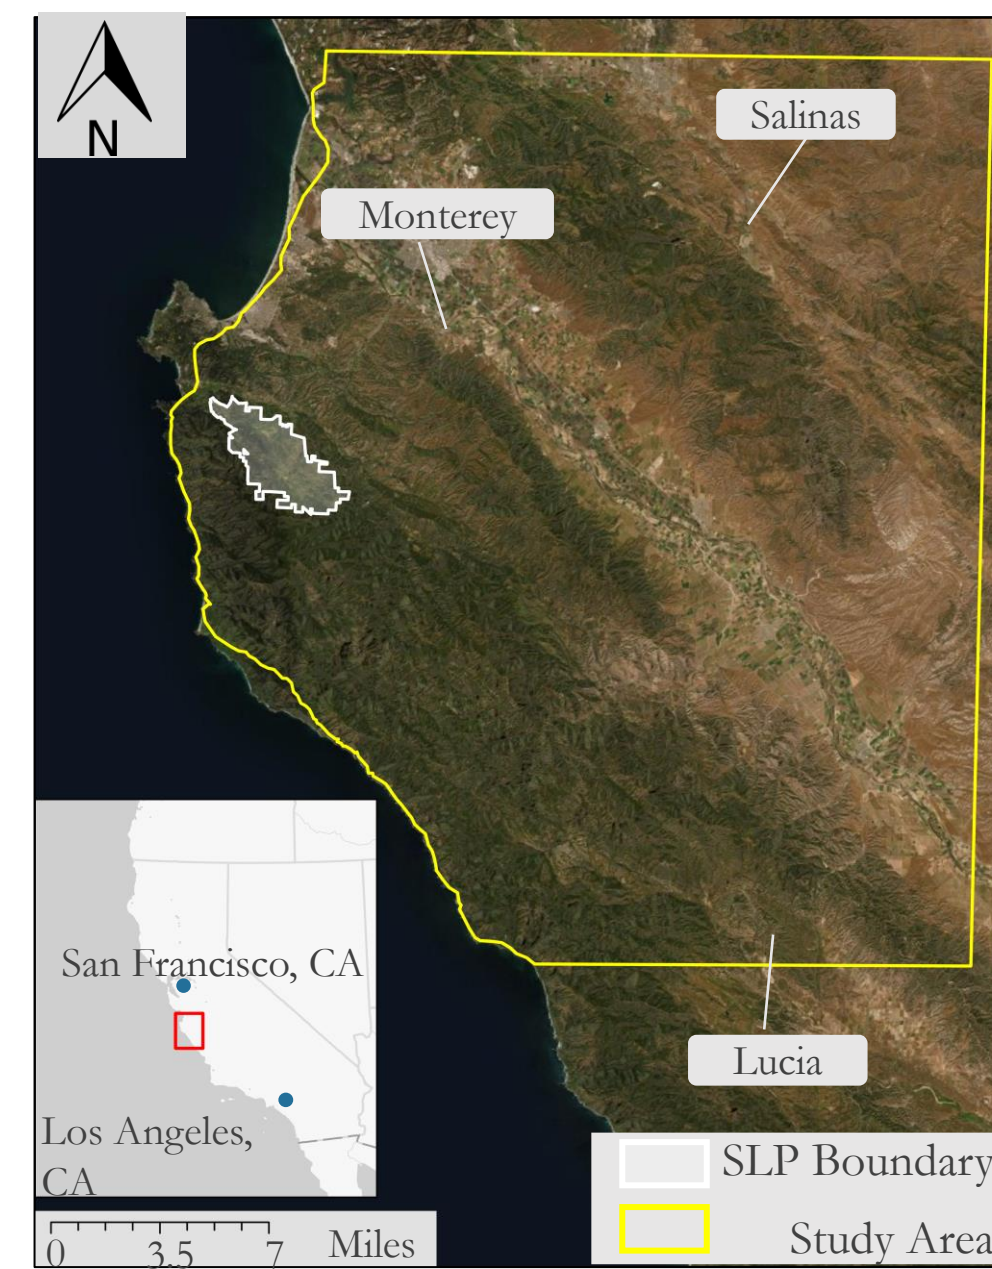 N
Salinas
Monterey
San Francisco, CA
Los Angeles,
CA
Lucia
SLP Boundary
Study Area
0 3.5 7 Miles